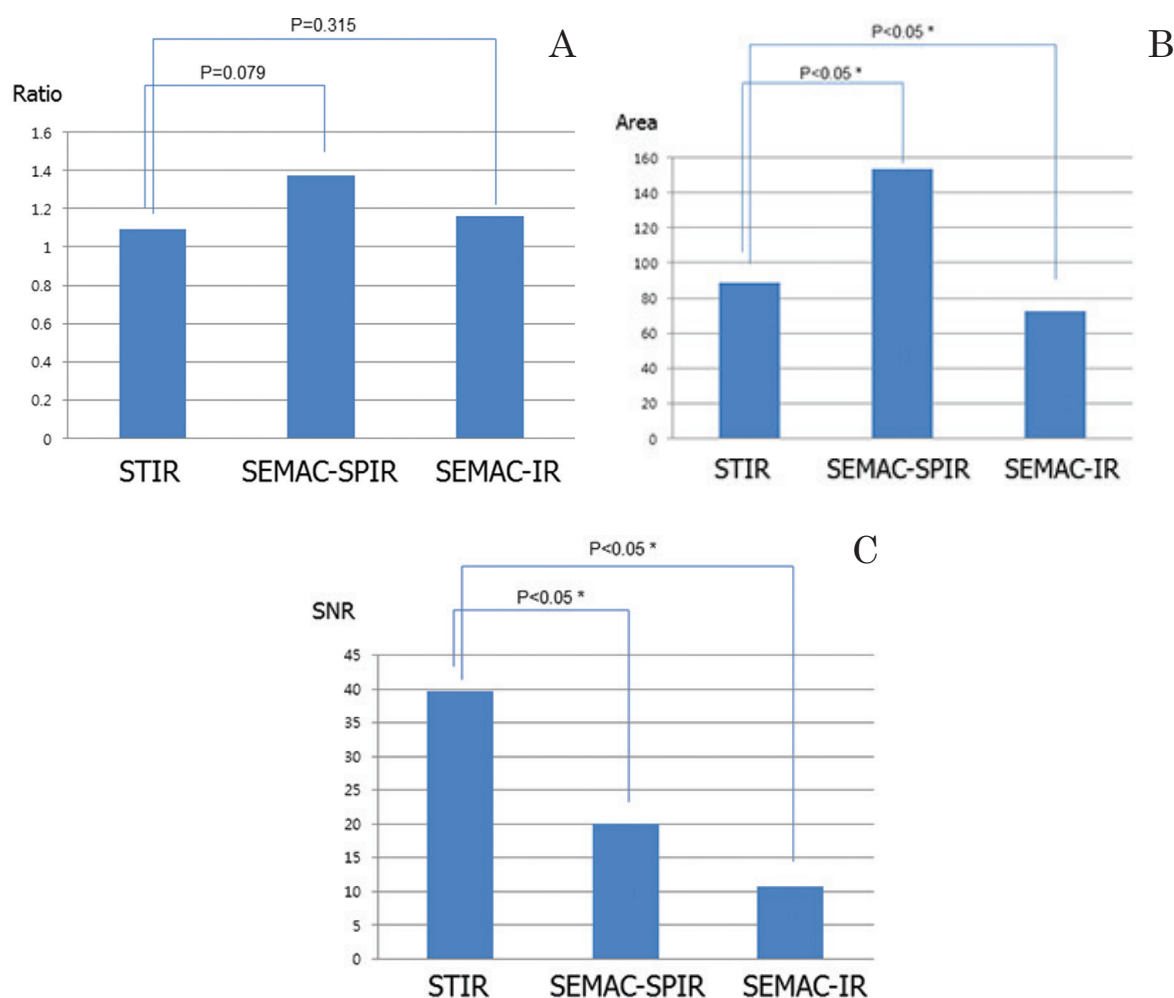 A
P=0.315
P=0.079
Ratio
1.6
1.4
1.2
1
0.8
0.6
0.4
0.2
0
STIR SEMAC-SPIR SEMAC-IR
B
P<0.05 *
P<0.05 *
Area
160
140
120
100
80
60
40
20
0
STIR SEMAC-SPIR SEMAC-IR
C
P<0.05 *
P<0.05 *
SNR
45
40
35
30
25
20
15
10
5
0
STIR SEMAC-SPIR SEMAC-IR